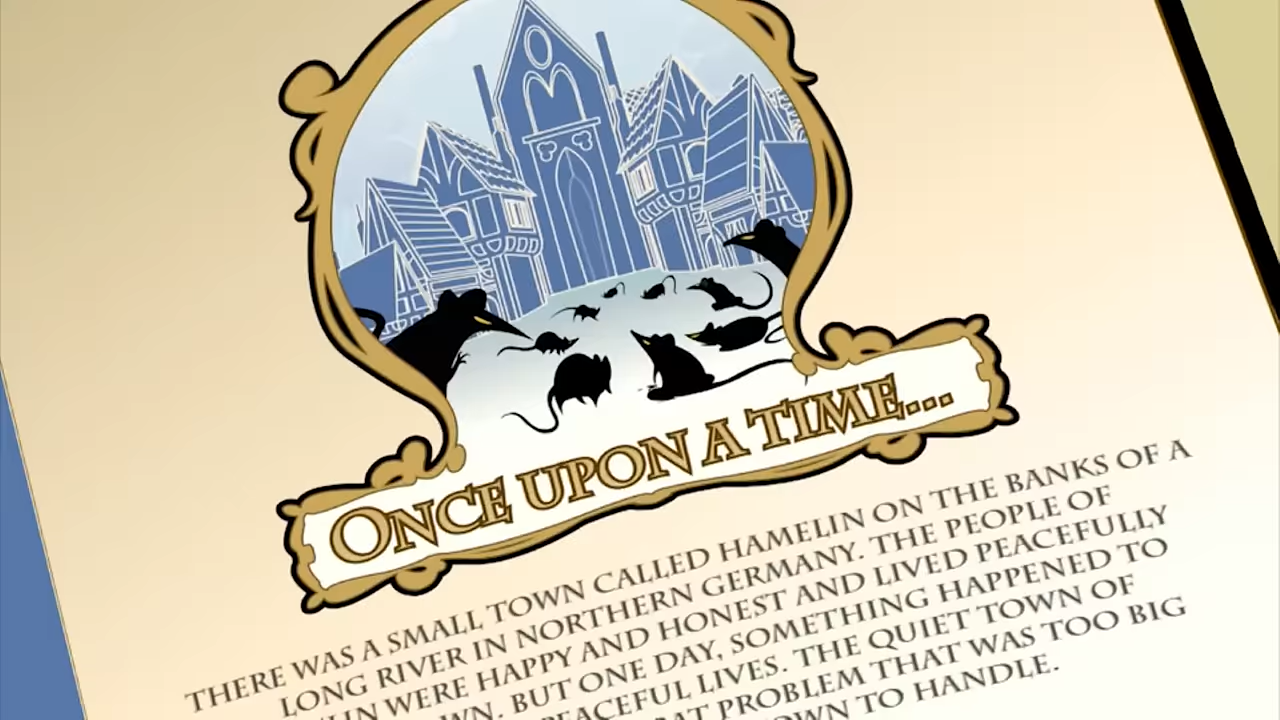 ONCE UPON A TIME...
THERE WAS A SMALL TOWN CALLED HAMELIN ON THE BANKS OF A
LONG RIVER IN NORTHERN GERMANY. THE PEOPLE OF
WERE HAPPY AND HONEST AND LIVED PEACEFULLY
BUT ONE DAY, SOMETHING HAPPENED TO
PEACEFUL LIVES. THE QUIET TOWN OF
PROBLEM THAT WAS TOO BIG
TO HANDLE.